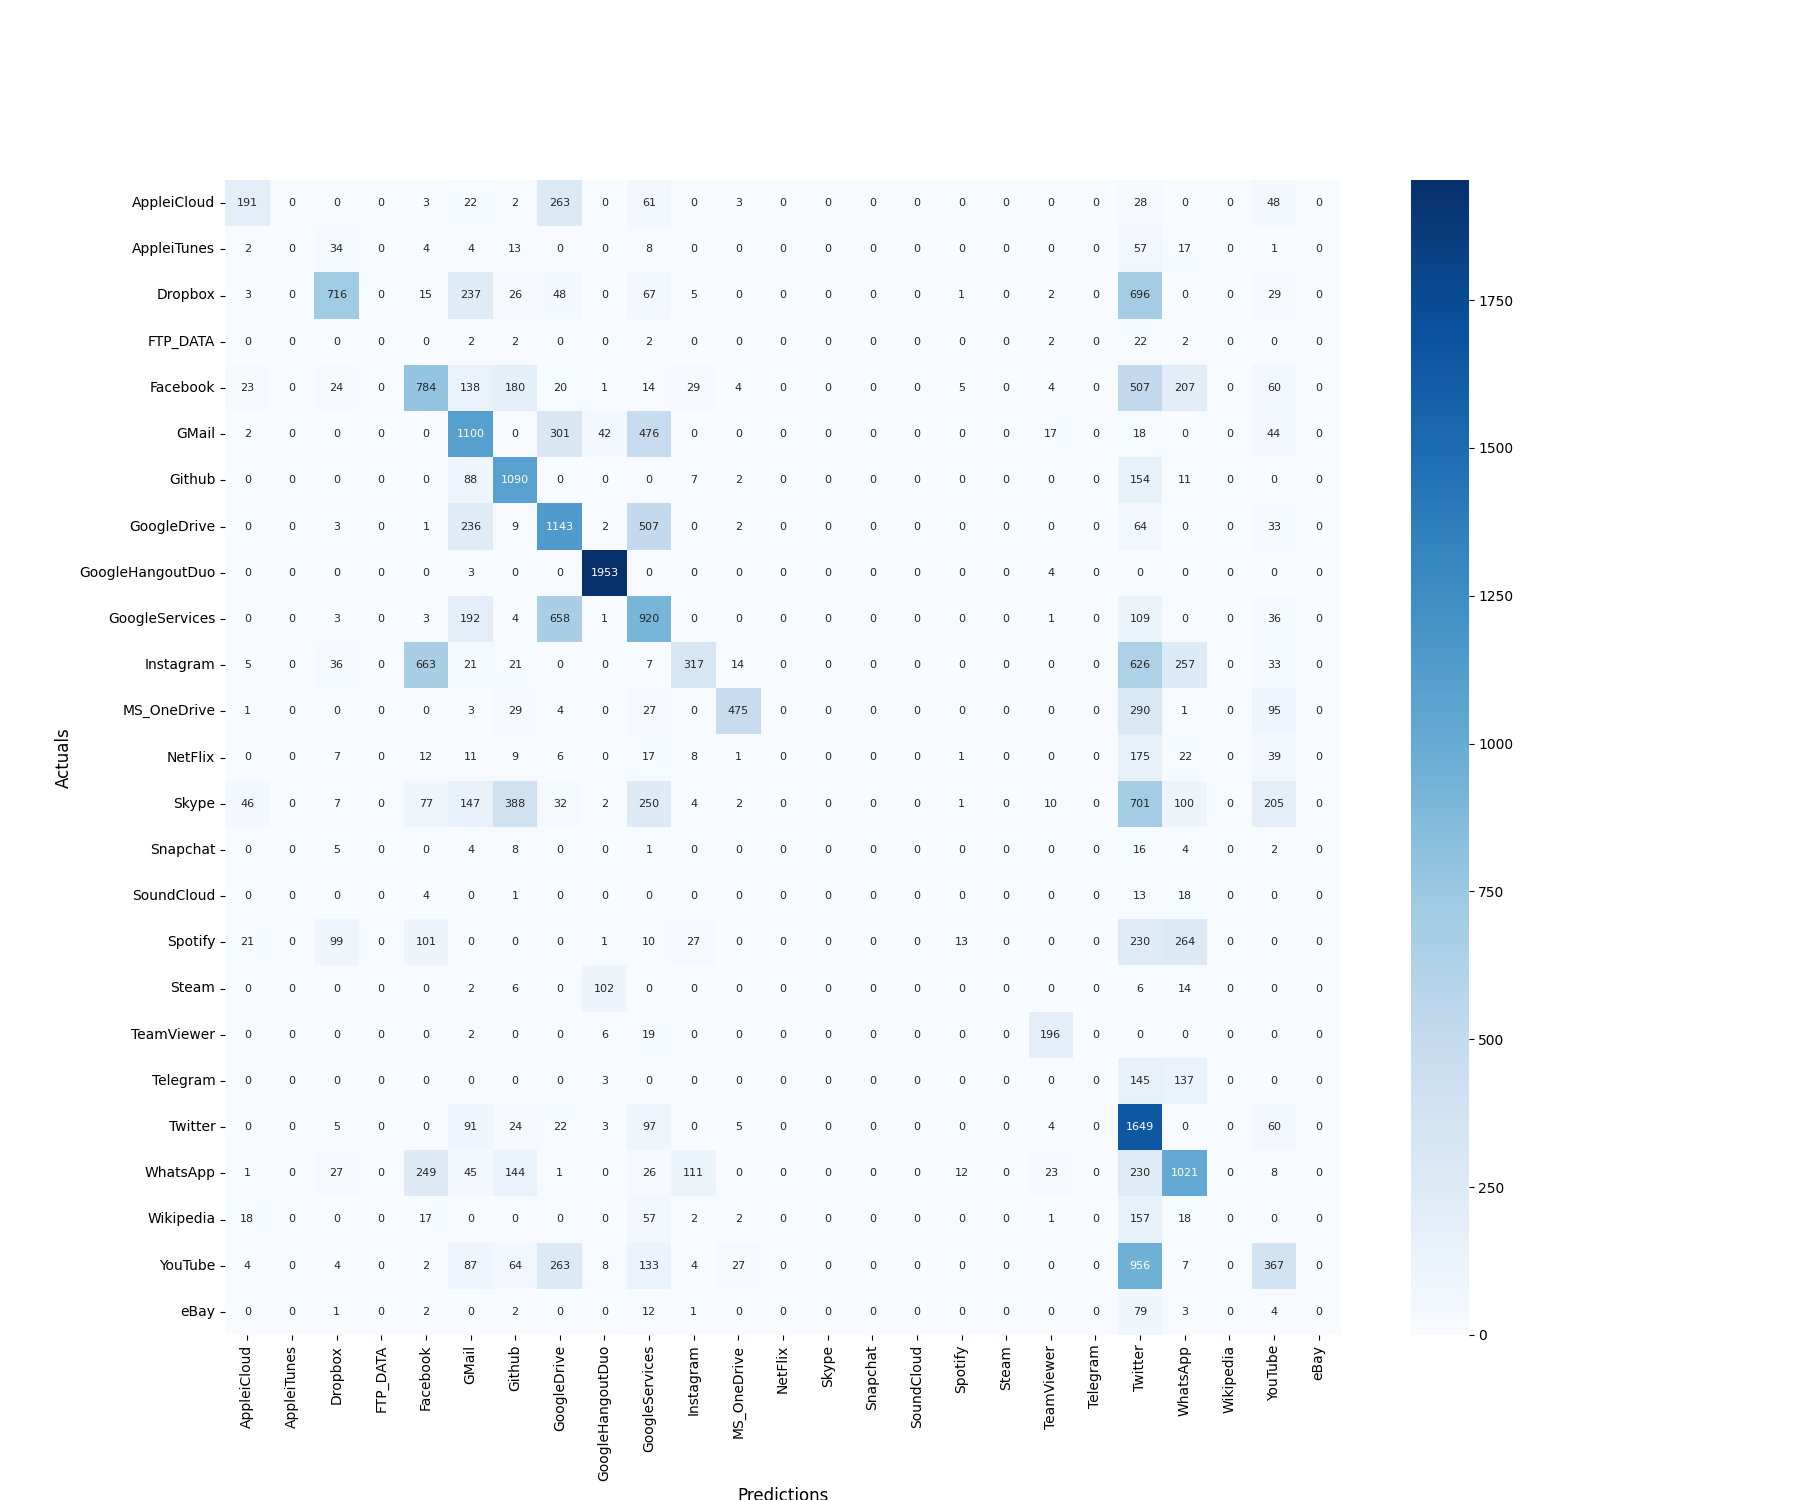 AppleiCloud 191 0 0 0 3 22 2 263 0 61 0 3 0 0 0 0 0 0 0 0 28 0 0 48 0
AppleiTunes 2 0 34 0 4 4 13 0 0 8 0 0 0 0 0 0 0 0 0 0 57 17 0 1 0
Dropbox 3 0 716 0 15 237 26 48 0 67 5 0 0 0 0 0 1 0 2 0 696 0 0 29 0
1750
FTP_DATA 0 0 0 0 0 2 2 0 0 2 0 0 0 0 0 0 0 0 2 0 22 2 0 0 0
Facebook 23 0 24 0 784 138 180 20 1 14 29 4 0 0 0 0 5 0 4 0 507 207 0 60 0
GMail 2 0 0 0 0 1100 0 301 42 476 0 0 0 0 0 0 0 0 17 0 18 0 0 44 0
1500
Github 0 0 0 0 0 88 1090 0 0 0 7 2 0 0 0 0 0 0 0 0 154 11 0 0 0
GoogleDrive 0 0 3 0 1 236 9 1143 2 507 0 2 0 0 0 0 0 0 0 0 64 0 0 33 0
GoogleHangoutDuo 0 0 0 0 0 3 0 0 1953 0 0 0 0 0 0 0 0 0 4 0 0 0 0 0 0
1250
GoogleServices 0 0 3 0 3 192 4 658 1 920 0 0 0 0 0 0 0 0 1 0 109 0 0 36 0
Instagram 5 0 36 0 663 21 21 0 0 7 317 14 0 0 0 0 0 0 0 0 626 257 0 33 0
MS_OneDrive 1 0 0 0 0 3 29 4 0 27 0 475 0 0 0 0 0 0 0 0 290 1 0 95 0
1000
Actuals
NetFlix 0 0 7 0 12 11 9 6 0 17 8 1 0 0 0 0 1 0 0 0 175 22 0 39 0
Skype 46 0 7 0 77 147 388 32 2 250 4 2 0 0 0 0 1 0 10 0 701 100 0 205 0
Snapchat 0 0 5 0 0 4 8 0 0 1 0 0 0 0 0 0 0 0 0 0 16 4 0 2 0
750
SoundCloud 0 0 0 0 4 0 1 0 0 0 0 0 0 0 0 0 0 0 0 0 13 18 0 0 0
Spotify 21 0 99 0 101 0 0 0 1 10 27 0 0 0 0 0 13 0 0 0 230 264 0 0 0
Steam 0 0 0 0 0 2 6 0 102 0 0 0 0 0 0 0 0 0 0 0 6 14 0 0 0
500
TeamViewer 0 0 0 0 0 2 0 0 6 19 0 0 0 0 0 0 0 0 196 0 0 0 0 0 0
Telegram 0 0 0 0 0 0 0 0 3 0 0 0 0 0 0 0 0 0 0 0 145 137 0 0 0
Twitter 0 0 5 0 0 91 24 22 3 97 0 5 0 0 0 0 0 0 4 0 1649 0 0 60 0
WhatsApp 1 0 27 0 249 45 144 1 0 26 111 0 0 0 0 0 12 0 23 0 230 1021 0 8 0
250
Wikipedia 18 0 0 0 17 0 0 0 0 57 2 2 0 0 0 0 0 0 1 0 157 18 0 0 0
YouTube 4 0 4 0 2 87 64 263 8 133 4 27 0 0 0 0 0 0 0 0 956 7 0 367 0
eBay 0 0 1 0 2 0 2 0 0 12 1 0 0 0 0 0 0 0 0 0 79 3 0 4 0
0
AppleiCloud AppleiTunes Dropbox FTP_DATA Facebook GMail Github GoogleDrive GoogleHangoutDuo GoogleServices Instagram MS_OneDrive NetFlix Skype Snapchat SoundCloud Spotify Steam TeamViewer Telegram Twitter WhatsApp Wikipedia YouTube eBay
Predictions